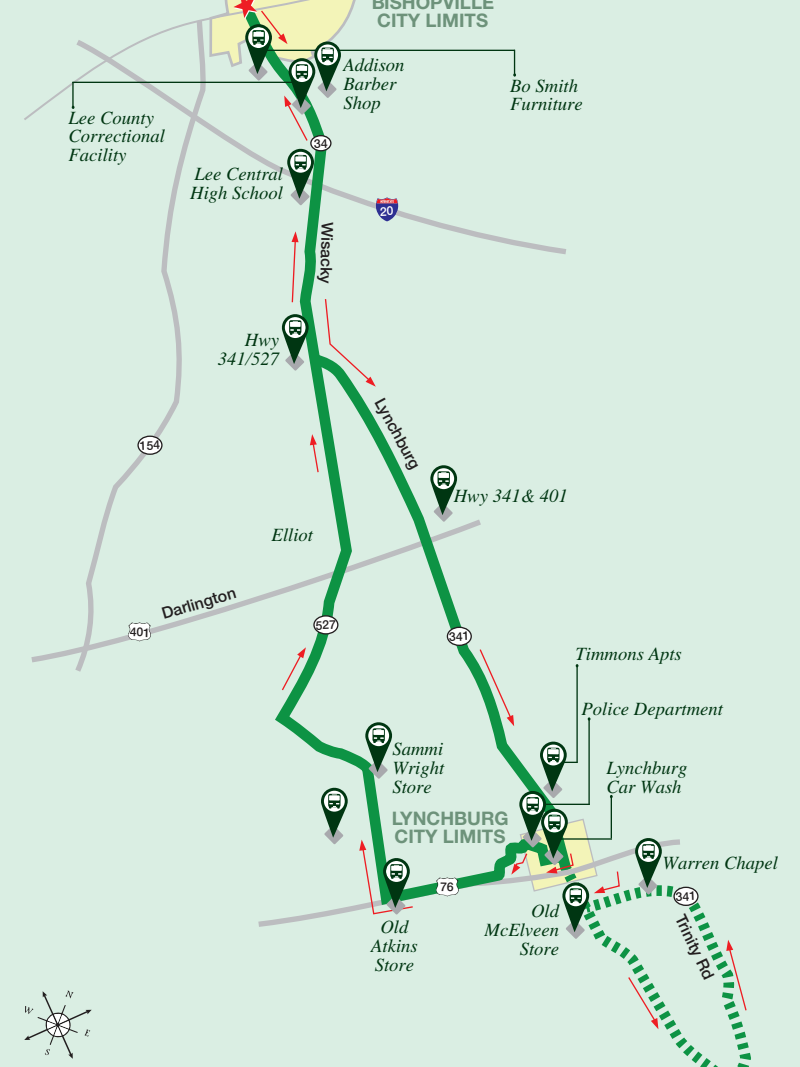 BISHOPVILLE
CITY LIMITS
Addison
Barber
Shop
Bo Smith
Furniture
Lee County
Correctional
Facility
34
Lee Central
High School
20
Wisacky
Hwy
341/527
Lynchburg
154
Hwy 341& 401
Elliot
Darlington
401
527
341
Timmons Apts
Police Department
Sammi
Wright
Store
Lynchburg
Car Wash
LYNCHBURG
CITY LIMITS
Warren Chapel
76
341
Old
McElveen
Store
Old
Atkins
Store
Trinity Rd
N
W
E
S